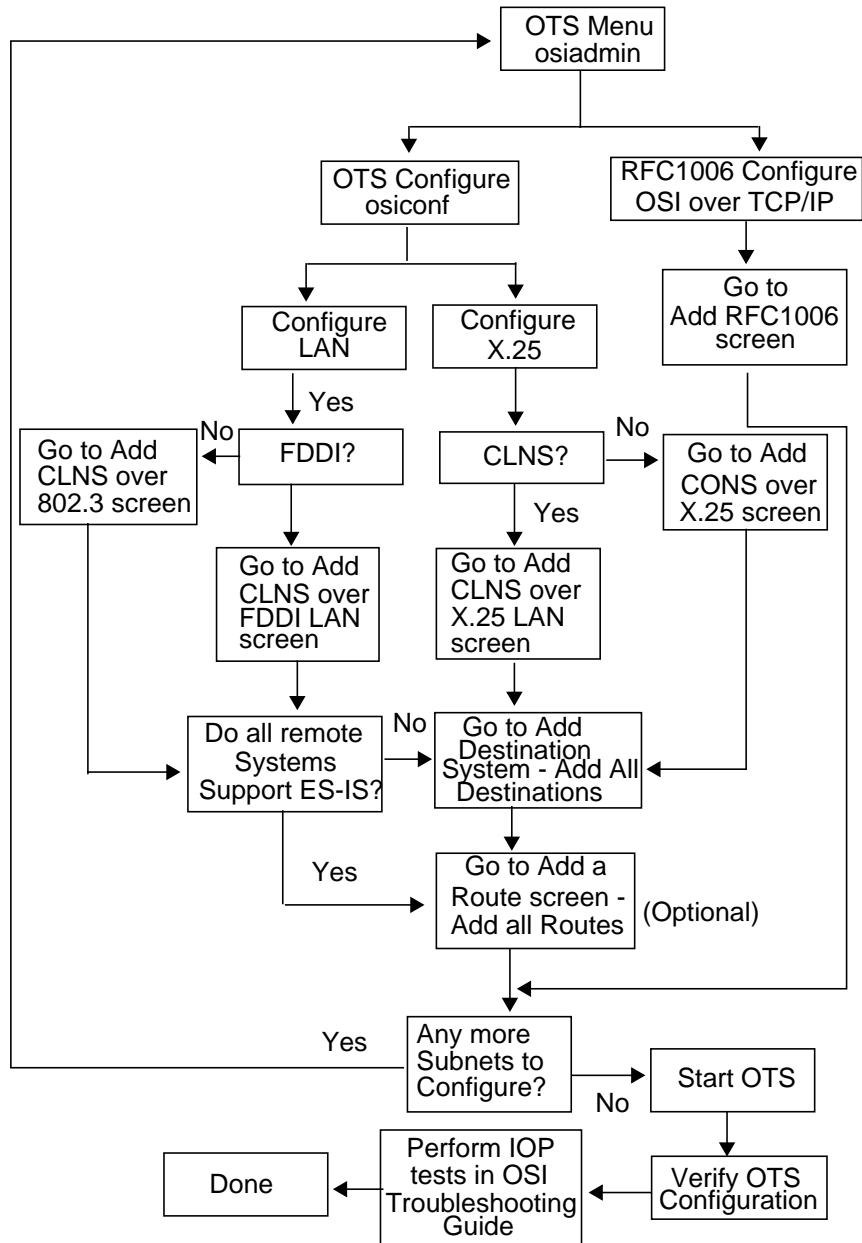 OTS Menu
osiadmin
OTS Configure
osiconf
RFC1006 Configure
OSI over TCP/IP
Configure
LAN
Configure
X.25
Go to
Add RFC1006
screen
Yes
No
Go to Add
CLNS over
802.3 screen
FDDI?
CLNS?
No
Go to Add
CONS over
X.25 screen
Yes
Go to Add
CLNS over
FDDI LAN
screen
Go to Add
CLNS over
X.25 LAN
screen
Do all remote
Systems
Support ES-IS?
No
Go to Add
Destination
System - Add All
Destinations
Yes
Go to Add a
Route screen -
Add all Routes
(Optional)
Yes
Any more
Subnets to
Configure?
No
Start OTS
Verify OTS
Configuration
Perform IOP
tests in OSI
Troubleshooting
Guide
Done